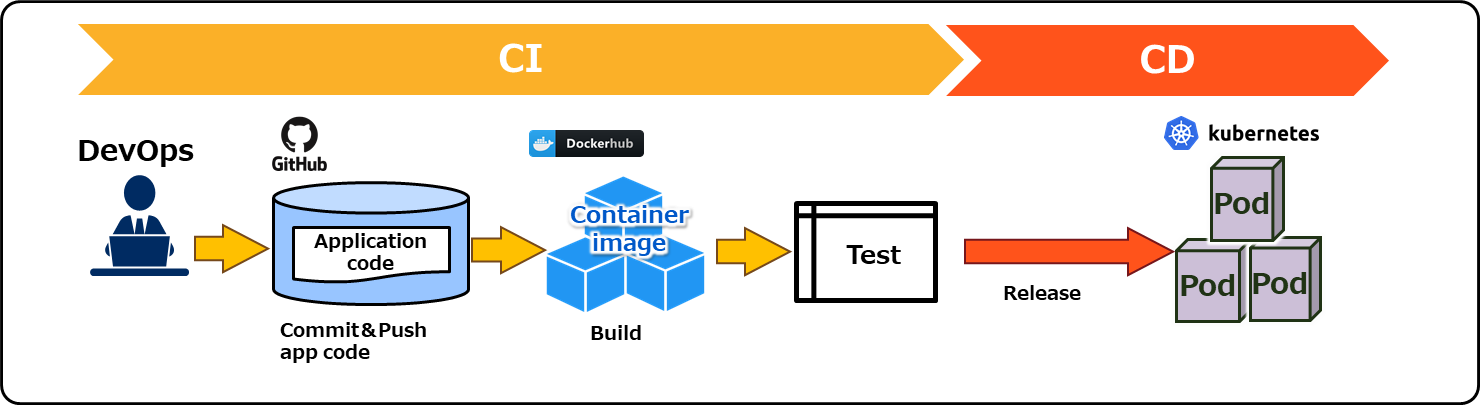 CI
CD
DevOps
GitHub
Dockerhub
kubernetes
Application
code
Container
image
Test
Pod
Pod
Pod
Release
Commit&Push
app code
Build